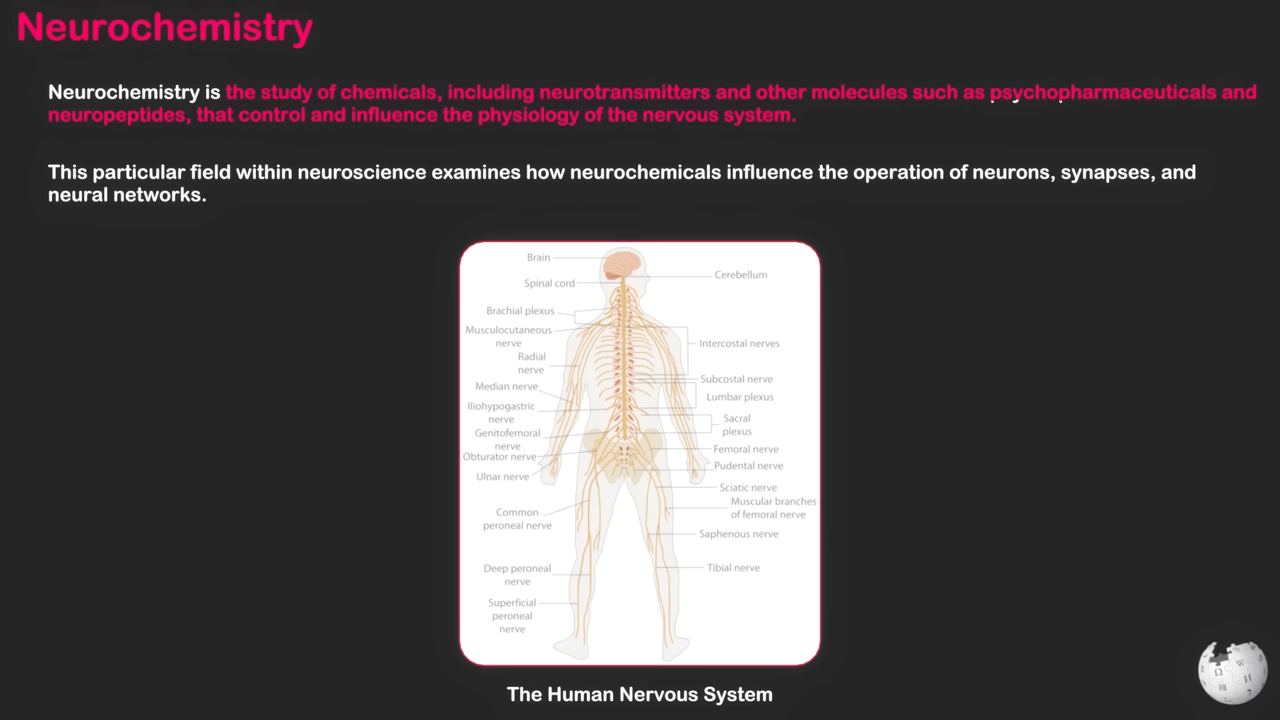 Neurochemistry
Neurochemistry is the study of chemicals, including neurotransmitters and other molecules such as psychopharmaceuticals and
neuropeptides, that control and influence the physiology of the nervous system.
This particular field within neuroscience examines how neurochemicals influence the operation of neurons, synapses, and
neural networks.
Brain
Cerebellum
Spinal cord
Brachial plexus
Musculocutaneous
nerve
Intercostal nerves
Radial
nerve
Subcostal nerve
Median nerve
Lumbar plexus
Iliohypogastric
nerve
Sacral
plexus
Genitofemoral
nerve
Femoral nerve
Obturator nerve
Pudental nerve
Ulnar nerve
Sciatic nerve
Muscular branches
of femoral nerve
Common
peroneal nerve
Saphenous nerve
Deep peroneal
nerve
Tibial nerve
Superficial
peroneal
nerve
The Human Nervous System
Ω W